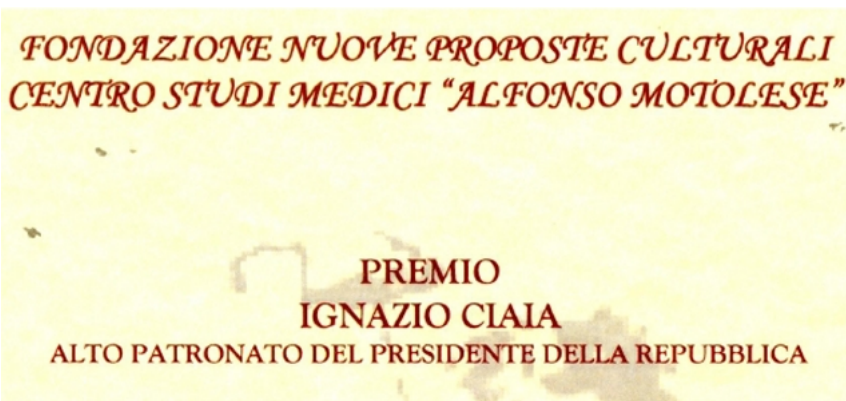 FONDAZIONE NUOVE PROPOSTE CULTURALI
CENTRO STUDI MEDICI “ALFONSO MOTOLESE”
PREMIO
IGNAZIO CIAIA
ALTO PATRONATO DEL PRESIDENTE DELLA REPUBBLICA